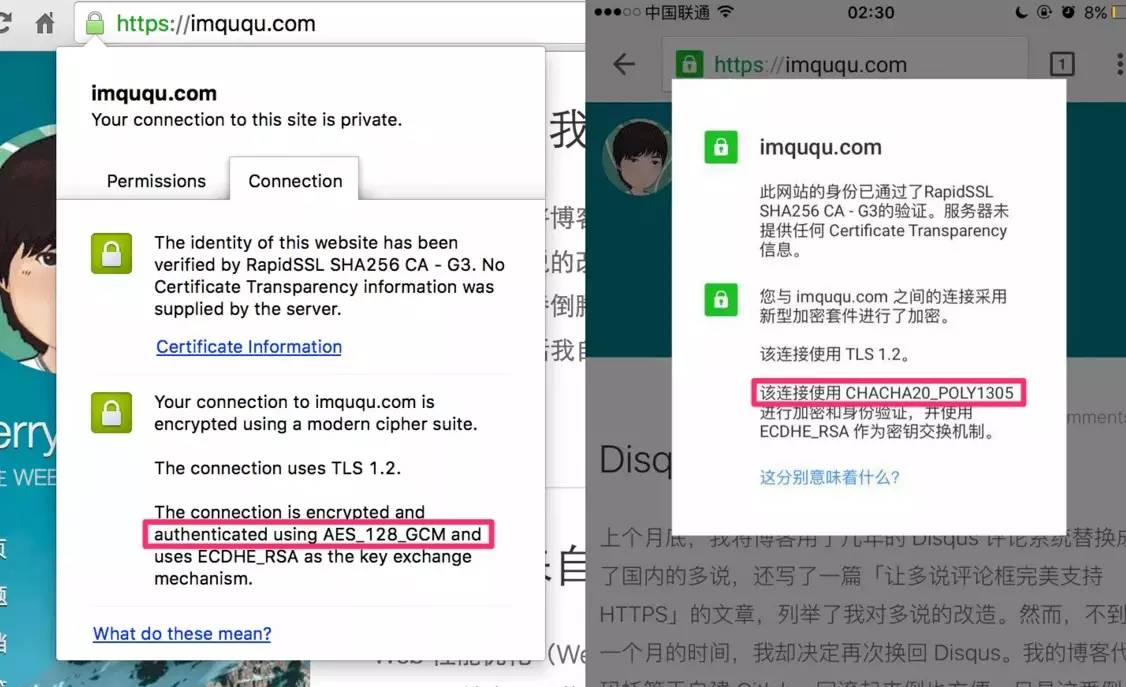 https://imququ.com
imququ.com
Your connection to this site is private.
Permissions
Connection
The identity of this website has been
verified by RapidSSL SHA256 CA - G3. No
Certificate Transparency information was
supplied by the server.
Certificate Information
Your connection to imququ.com is
encrypted using a modern cipher suite.
The connection uses TLS 1.2.
The connection is encrypted and
authenticated using AES_128_GCM and
uses ECDHE_RSA as the key exchange
mechanism.
What do these mean?
我
博客
说的改
倒
活我自
erry
WEE
来自
中国联通
02:30
8%
https://imququ.com
1
imququ.com
此网站的身份已通过了RapidSSL
SHA256 CA - G3的验证。服务器未
提供任何 Certificate Transparency
信息。
您与 imququ.com 之间的连接采用
新型加密套件进行了加密。
该连接使用 TLS 1.2。
该连接使用 CHACHA20_POLY1305
进行加密和身份验证，并使用
ECDHE_RSA 作为密钥交换机制。
这分别意味着什么?
mments
Disq
上个月底，我将博客用了几年的 Disqus 评论系统替换成
了国内的多说，还写了一篇「让多说评论框完美支持
HTTPS」的文章，列举了我对多说的改造。然而，不到
一个月的时间，我却决定再次换回 Disqus。我的博客代